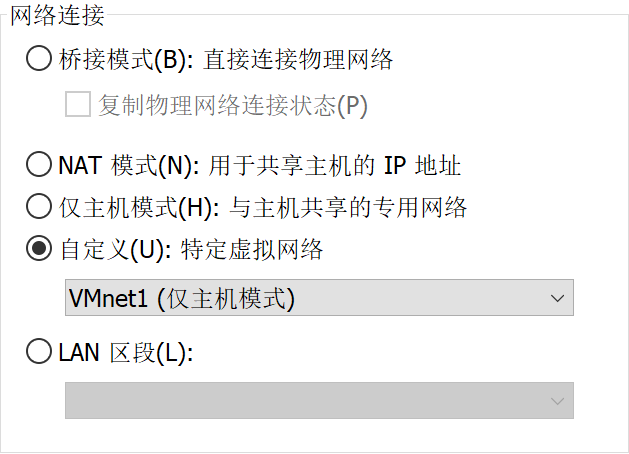 网络连接
桥接模式(B): 直接连接物理网络
复制物理网络连接状态(P)
NAT 模式(N): 用于共享主机的 IP 地址
仅主机模式(H): 与主机共享的专用网络
自定义(U): 特定虚拟网络
VMnet1 (仅主机模式)
LAN 区段(L):